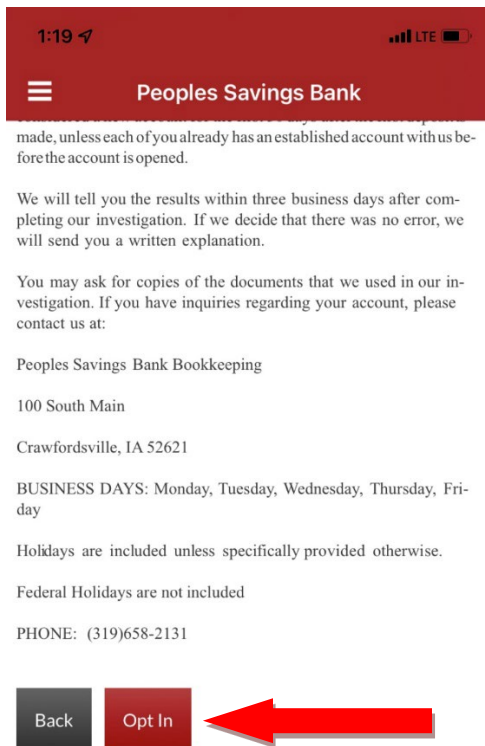 1:19
LTE
Peoples Savings Bank
made, unless each of you already has an established account with us be-
fore the account is opened.
We will tell you the results within three business days after com-
pleting our investigation. If we decide that there was no error, we
will send you a written explanation.
You may ask for copies of the documents that we used in our in-
vestigation. If you have inquiries regarding your account, please
contact us at:
Peoples Savings Bank Bookkeeping
100 South Main
Crawfordsville, IA 52621
BUSINESS DAYS: Monday, Tuesday, Wednesday, Thursday, Fri-
day
Holidays are included unless specifically provided otherwise.
Federal Holidays are not included
PHONE: (319)658-2131
Back
Opt In